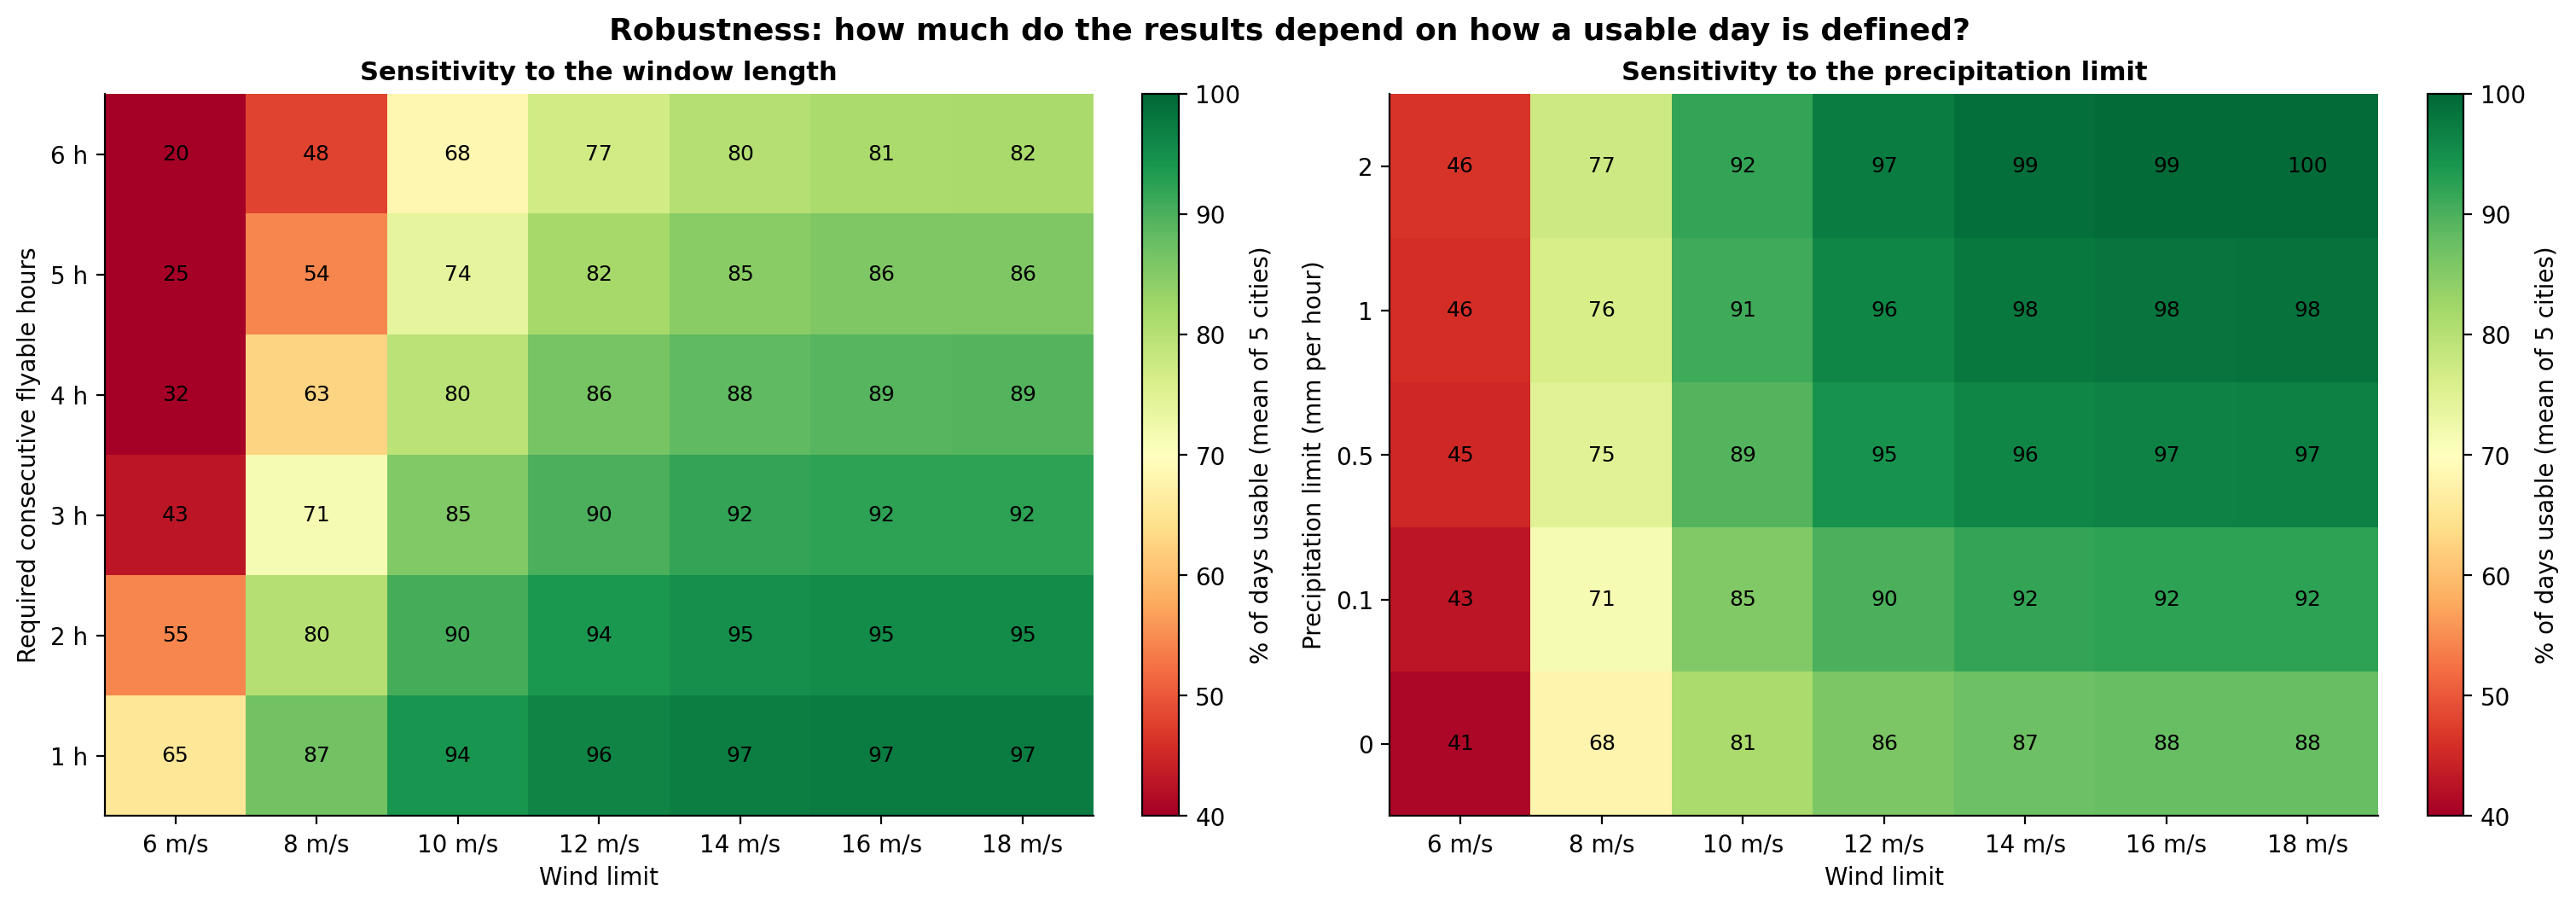 Robustness: how much do the results depend on how a usable day is defined?
Sensitivity to the window length
Required consecutive flyable hours
6 h 20 48 68 77 80 81 82
5 h 25 54 74 82 85 86 86
4 h 32 63 80 86 88 89 89
3 h 43 71 85 90 92 92 92
2 h 55 80 90 94 95 95 95
1 h 65 87 94 96 97 97 97
6 m/s 8 m/s 10 m/s 12 m/s 14 m/s 16 m/s 18 m/s
Wind limit
100
90
80
70
60
50
40
% of days usable (mean of 5 cities)
Sensitivity to the precipitation limit
Precipitation limit (mm per hour)
2 46 77 92 97 99 99 100
1 46 76 91 96 98 98 98
0.5 45 75 89 95 96 97 97
0.1 43 71 85 90 92 92 92
0 41 68 81 86 87 88 88
6 m/s 8 m/s 10 m/s 12 m/s 14 m/s 16 m/s 18 m/s
Wind limit
100
90
80
70
60
50
40
% of days usable (mean of 5 cities)